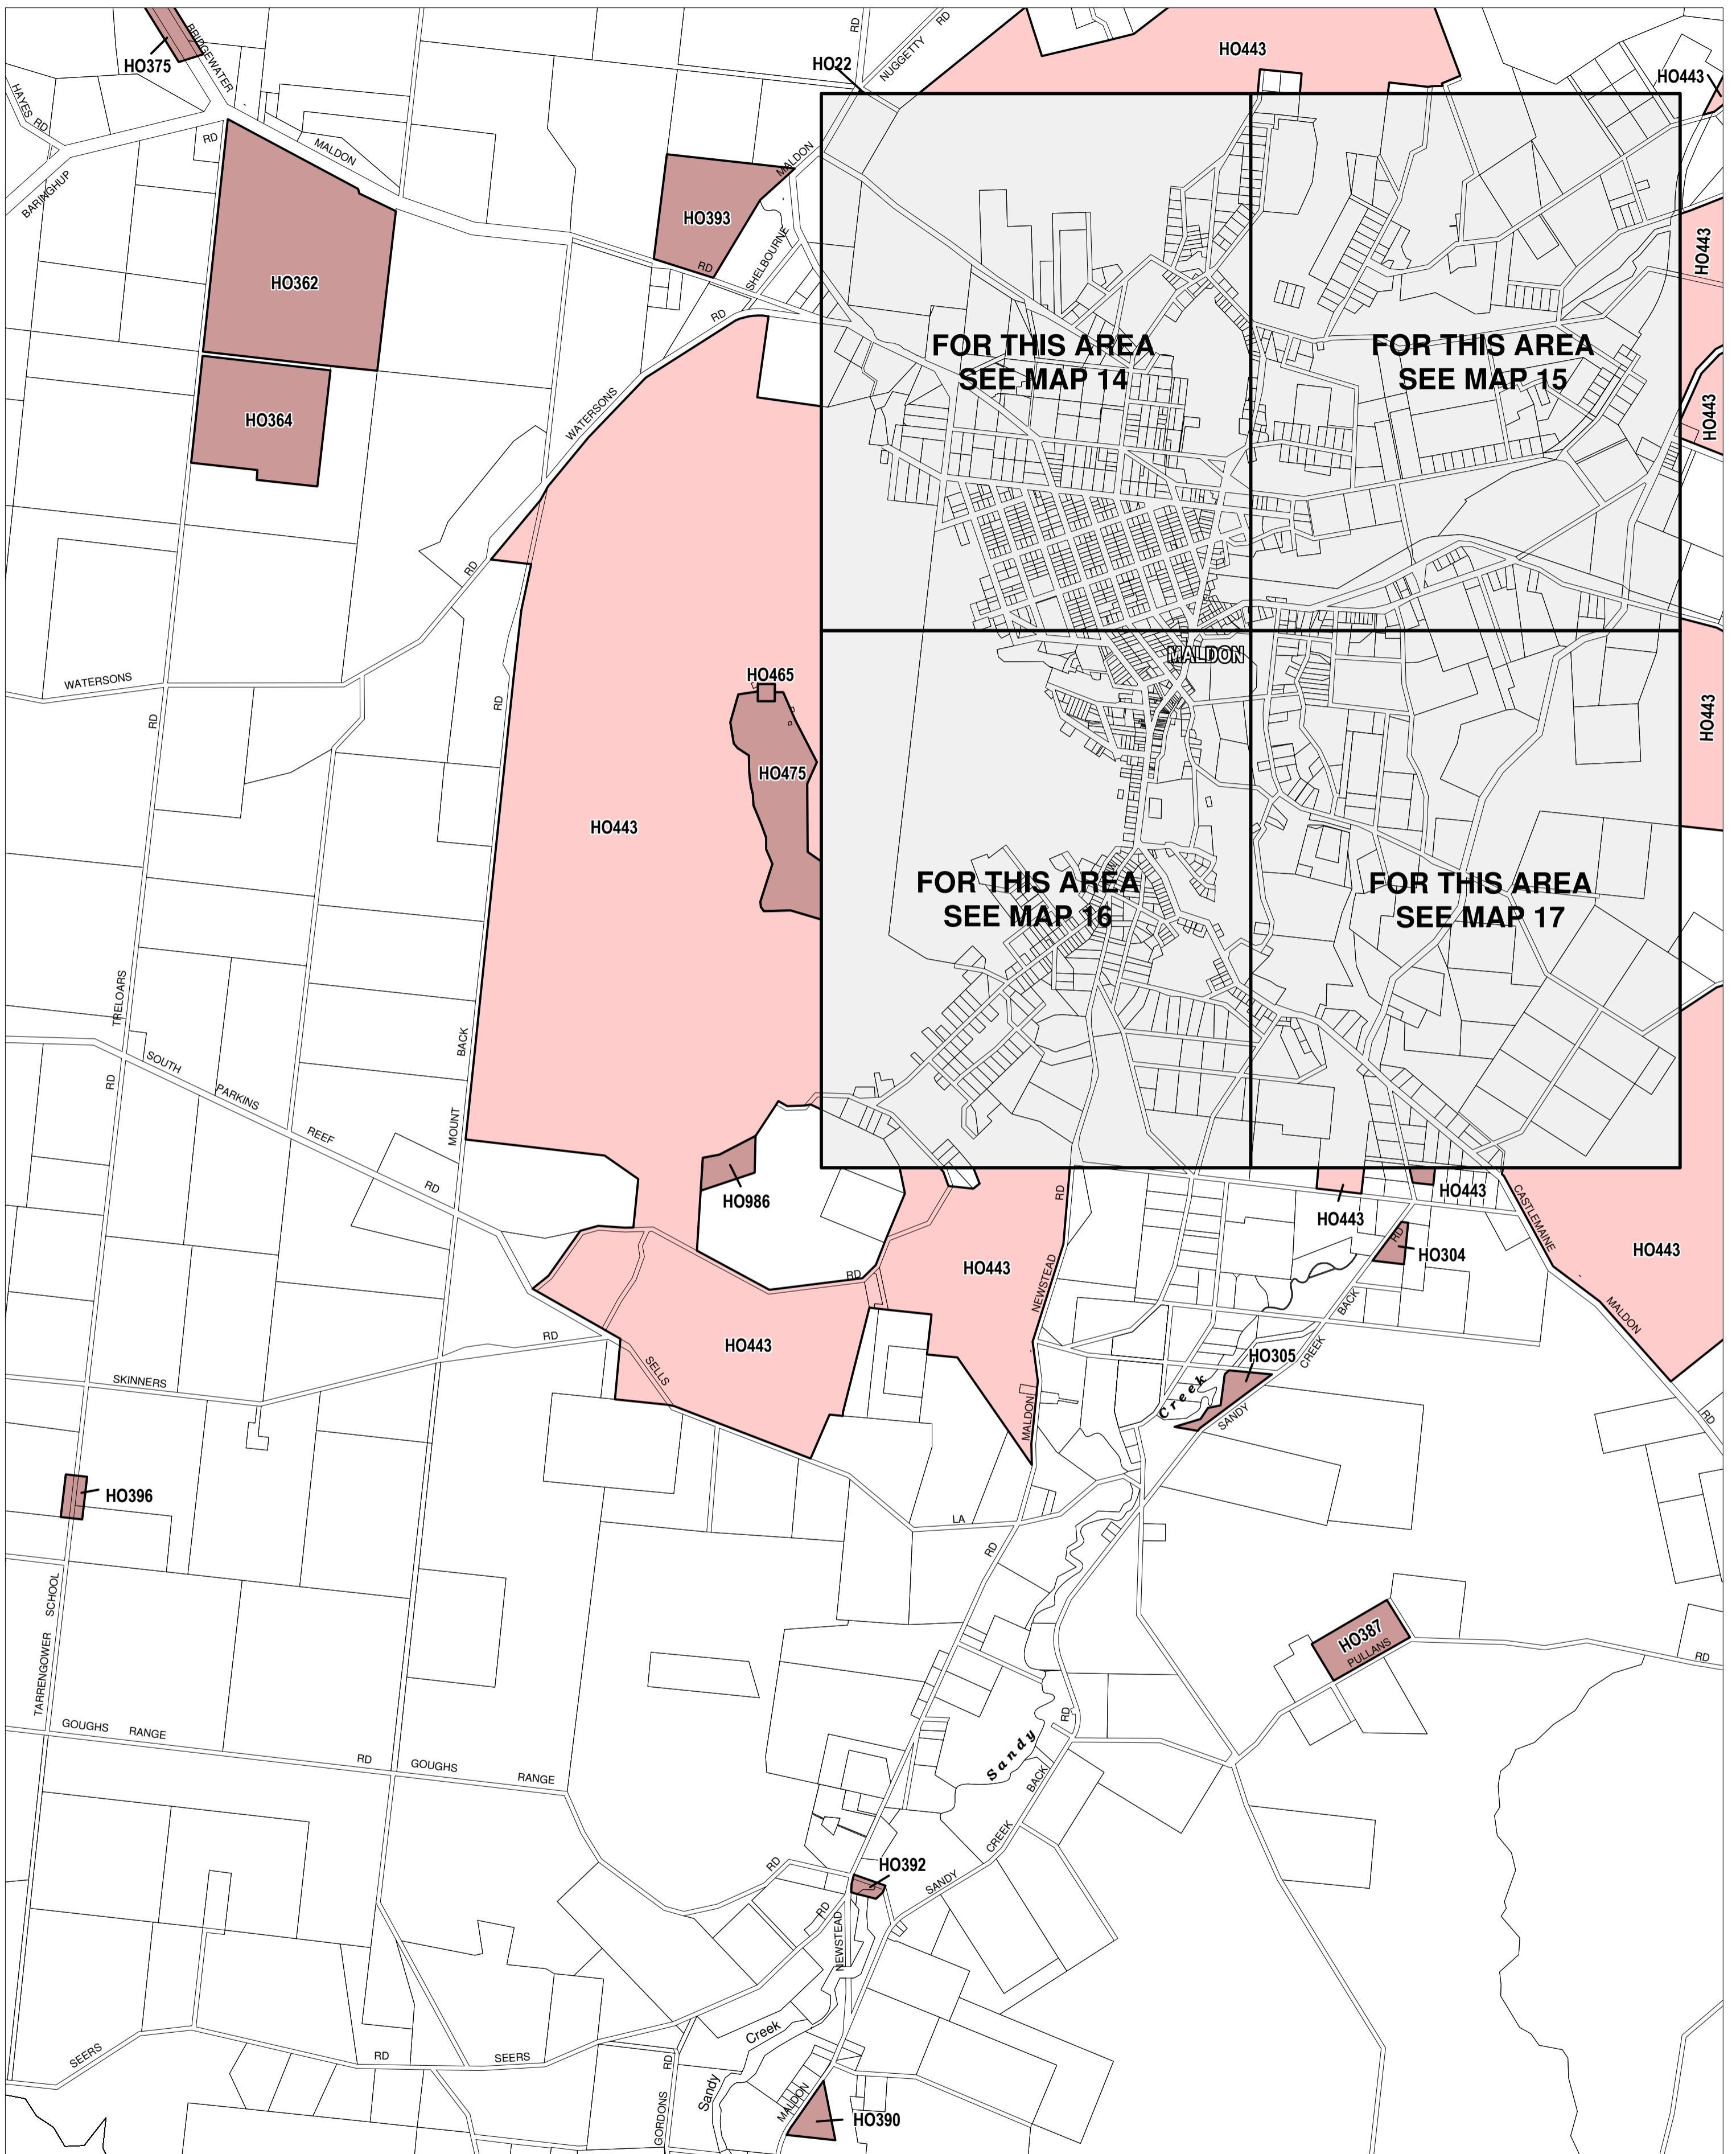 HO375
BRIDGEWATER
HO22
RD
NUGGETTY
RD
HO443
HO443
HAYES
RD
RD
MALDON
MALDON
BARINGHUP
HO393
SHELBOURNE
RD
HO443
HO362
RD
FOR THIS AREA
SEE MAP 14
FOR THIS AREA
SEE MAP 15
HO364
WATERSONS
HO443
RD
MALDON
WATERSONS
HO465
RD
RD
HO443
HO475
HO443
FOR THIS AREA
SEE MAP 16
FOR THIS AREA
SEE MAP 17
TRELOARS
BACK
SOUTH
RD
PARKINS
MOUNT
REEF
RD
HO986
RD
HO443
HO443
CASTLEMAINE
RD
HO304
HO443
HO443
RD
NEWSTEAD
BACK
MALDON
RD
HO443
CREEK
HO305
SELLS
SKINNERS
Creek
SANDY
MALDON
RD
HO396
LA
RD
SCHOOL
HO387
PULLANS
RD
TARRENGOWER
RD
GOUGHS
RANGE
Sandy
RD
GOUGHS
RANGE
BACK
CREEK
RD
HO392
SANDY
RD
NEWSTEAD
Creek
SEERS
RD
SEERS
RD
Sandy
MALDON
GORDONS
HO390